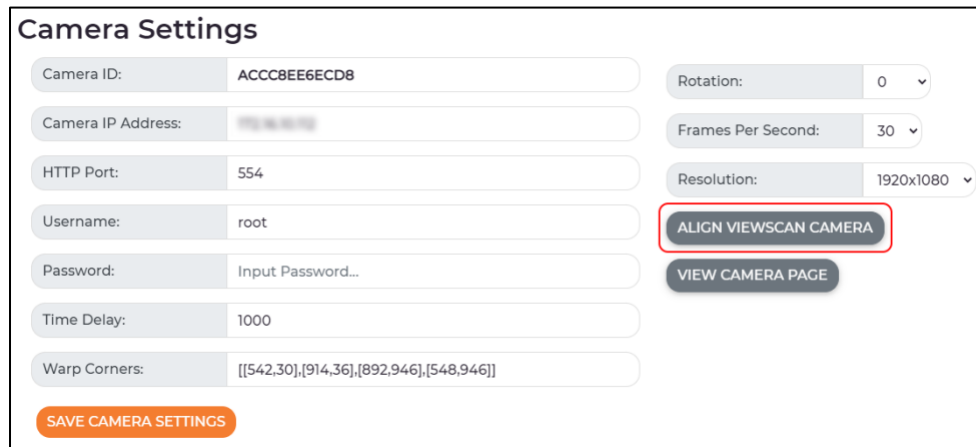 Camera Settings
Camera ID: ACCC8EE6ECD8
Camera IP Address:
HTTP Port: 554
Username: root
Password: Input Password...
Time Delay: 1000
Warp Corners: [[542,30],[914,36],[892,946],[548,946]]
SAVE CAMERA SETTINGS
Rotation: 0
Frames Per Second: 30
Resolution: 1920x1080
ALIGN VIEWSCAN CAMERA
VIEW CAMERA PAGE